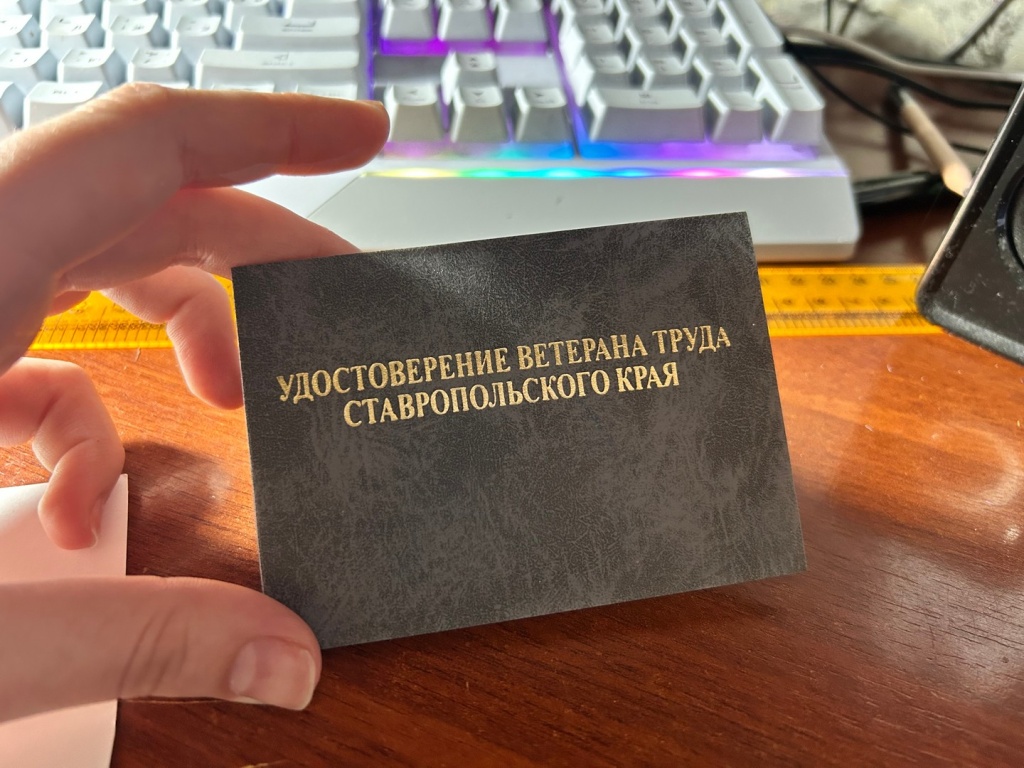 УДОСТОВЕРЕНИЕ ВЕТЕРАНА ТРУДА
СТАВРОПОЛЬСКОГО КРАЯ